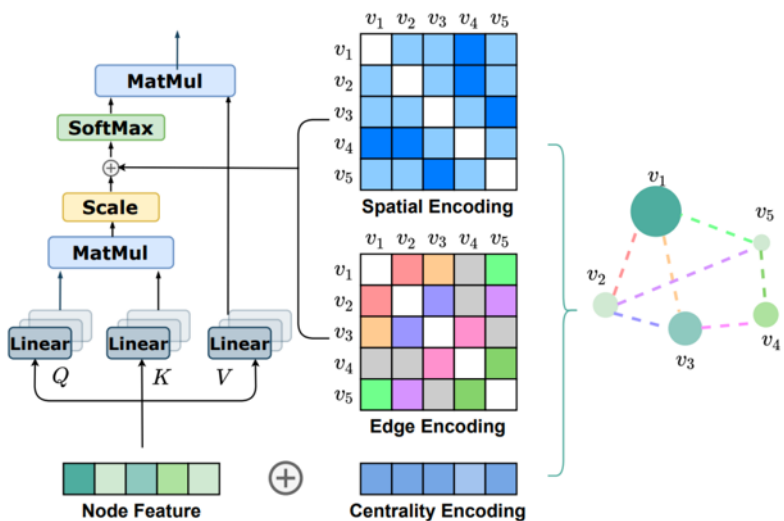 MatMul
SoftMax
Scale
MatMul
Linear Linear Linear
Q K V
Node Feature
v1 v2 v3 v4 v5
v1
v2
v3
v4
v5
Spatial Encoding
v1 v2 v3 v4 v5
v1
v2
v3
v4
v5
Edge Encoding
Centrality Encoding
v1
v5
v2
v4
v3